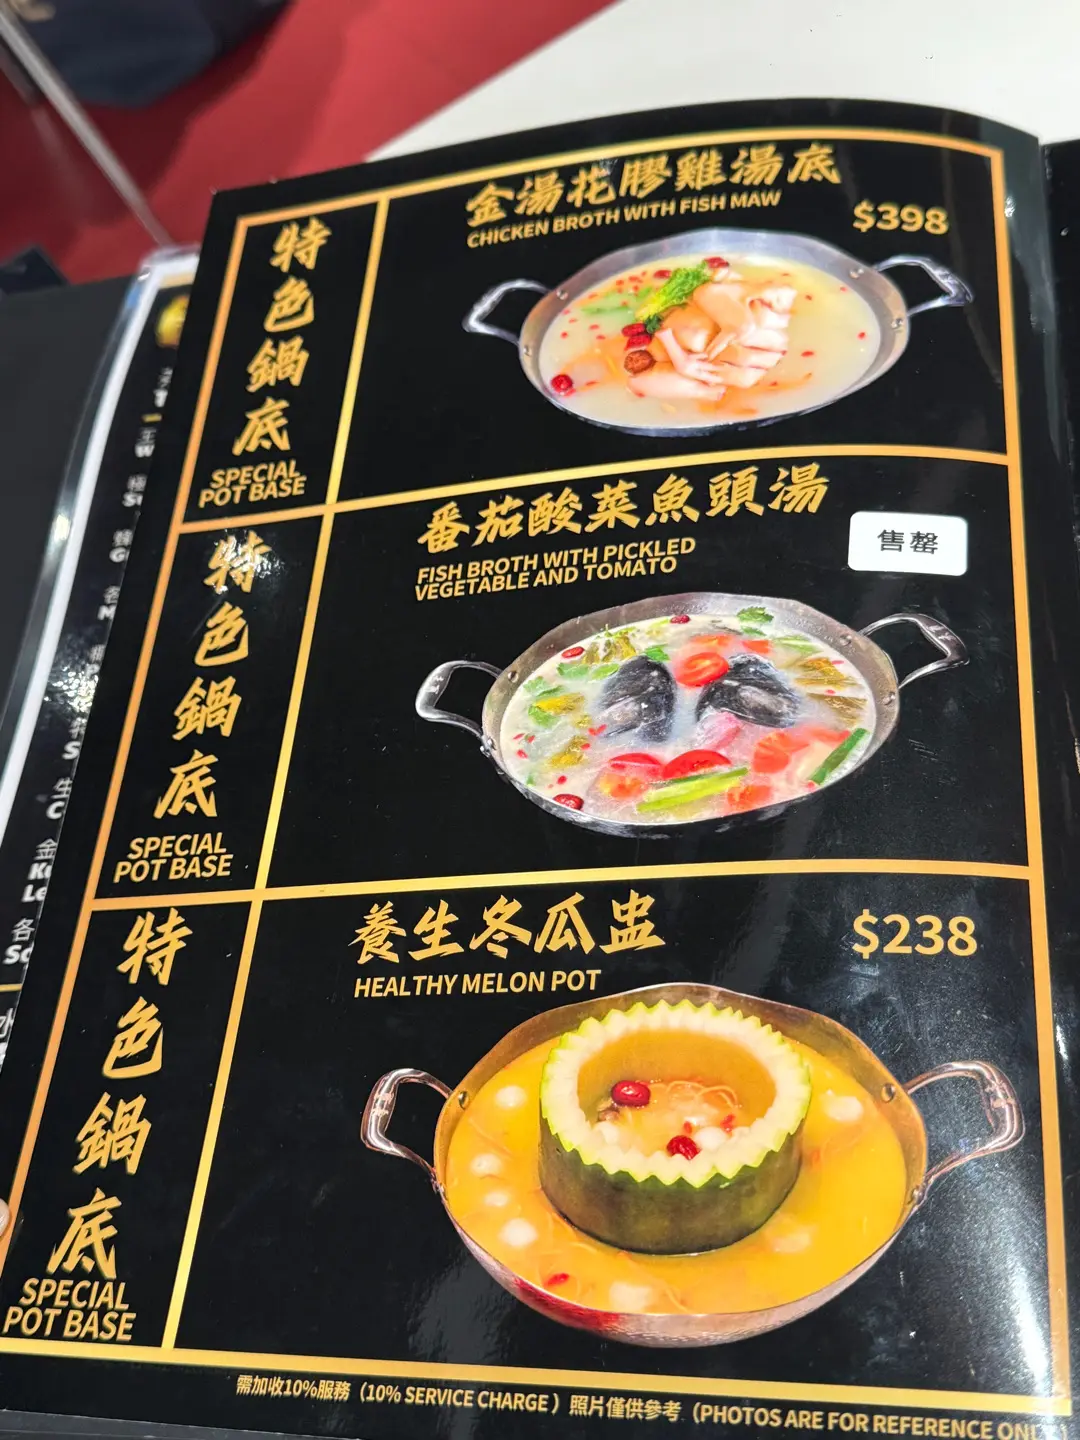 特色鍋底
SPECIAL
POT BASE
金湯花膠雞湯底
CHICKEN BROTH WITH FISH MAW
$398
特色鍋底
SPECIAL
POT BASE
番茄酸菜魚頭湯
FISH BROTH WITH PICKLED
VEGETABLE AND TOMATO
售罄
特色鍋底
SPECIAL
POT BASE
養生冬瓜盅
HEALTHY MELON POT
$238
需加收10%服務（10% SERVICE CHARGE）照片僅供參考（PHOTOS ARE FOR REFERENCE ONLY）